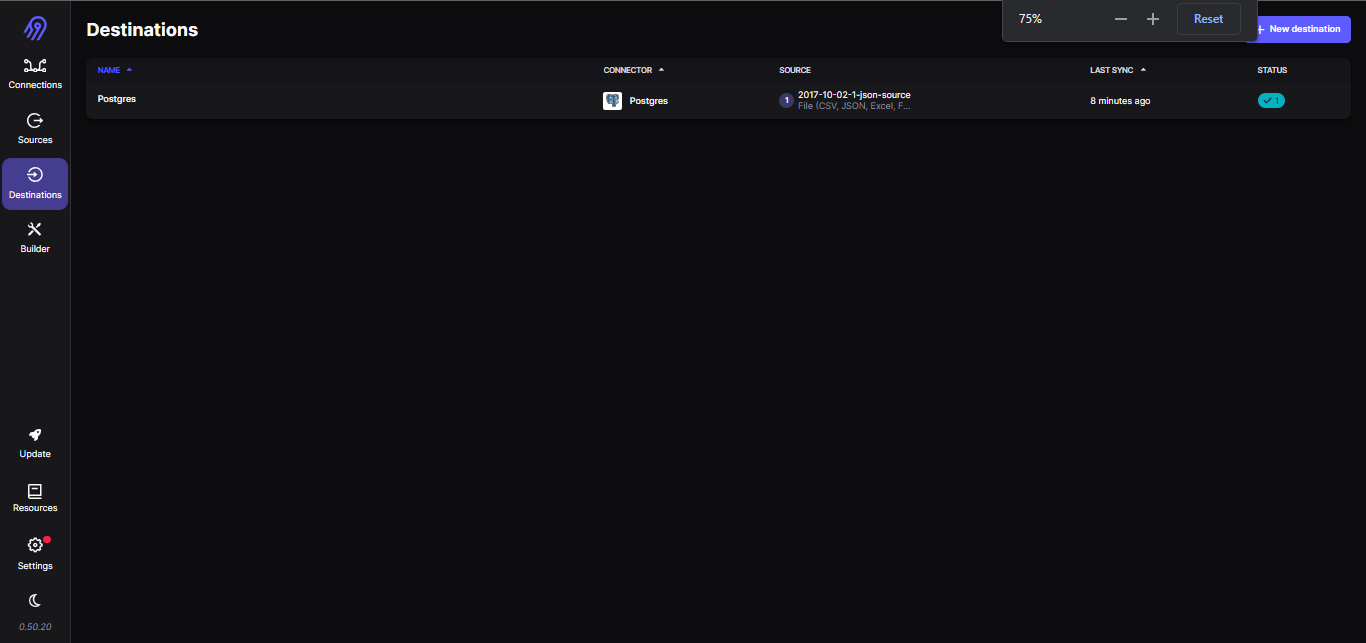 75%
Reset
Destinations
New destination
Connections
Sources
Destinations
Builder
Update
Resources
Settings
0.50.20
NAME CONNECTOR SOURCE LAST SYNC STATUS
Postgres Postgres 1 2017-10-02-1-json-source 8 minutes ago 1
File (CSV, JSON, Excel, F...